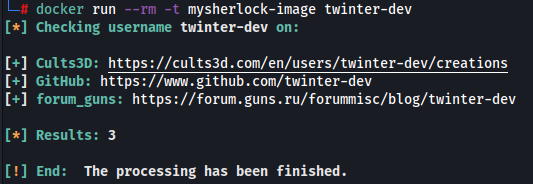 └─# docker run --rm -t mysherlock-image twinter-dev
[*] Checking username twinter-dev on:
[+] Cults3D: https://cults3d.com/en/users/twinter-dev/creations
[+] GitHub: https://www.github.com/twinter-dev
[+] forum_guns: https://forum.guns.ru/forummisc/blog/twinter-dev
[*] Results: 3
[!] End:  The processing has been finished.